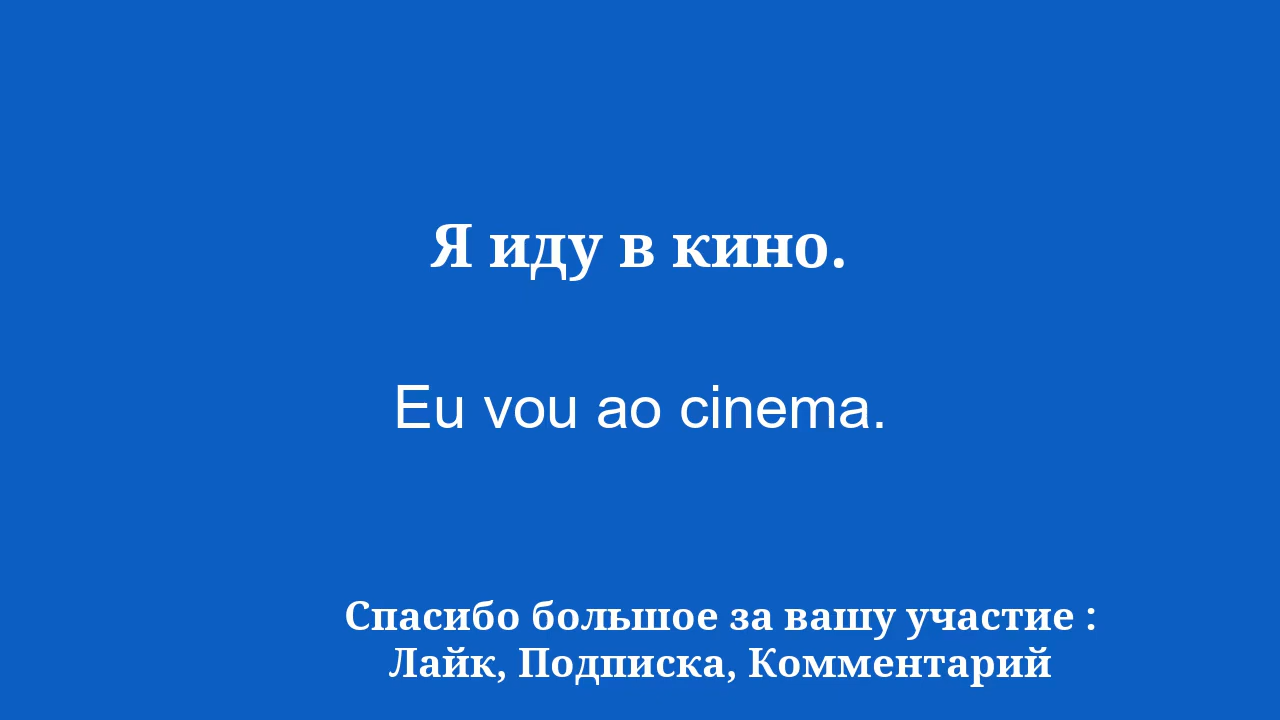 Я иду в кино.
Eu vou ao cinema.
Спасибо большое за вашу участие :
Лайк, Подписка, Комментарий